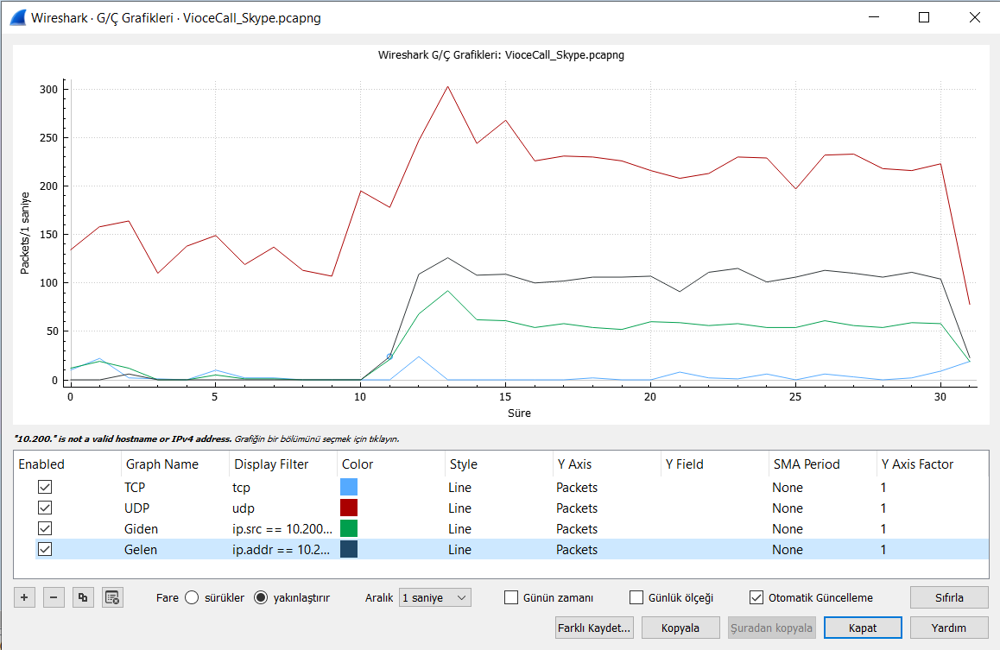 Wireshark · G/Ç Grafikleri · VioceCall_Skype.pcapng
Wireshark G/Ç Grafikleri: VioceCall_Skype.pcapng
300
250
200
150
100
50
0
Packets/1 saniye
0 5 10 15 20 25 30
Süre
"10.200." is not a valid hostname or IPv4 address. Grafiğin bir bölümünü seçmek için tıklayın.
Enabled Graph Name Display Filter Color Style Y Axis Y Field SMA Period Y Axis Factor
TCP tcp Line Packets None 1
UDP udp Line Packets None 1
Giden ip.src == 10.200... Line Packets None 1
Gelen ip.addr == 10.2... Line Packets None 1
+ − Fare sürükler yakınlaştırır Aralık 1 saniye Günün zamanı Günlük ölçeği Otomatik Güncelleme Sıfırla
Farklı Kaydet... Kopyala Şuradan kopyala Kapat Yardım